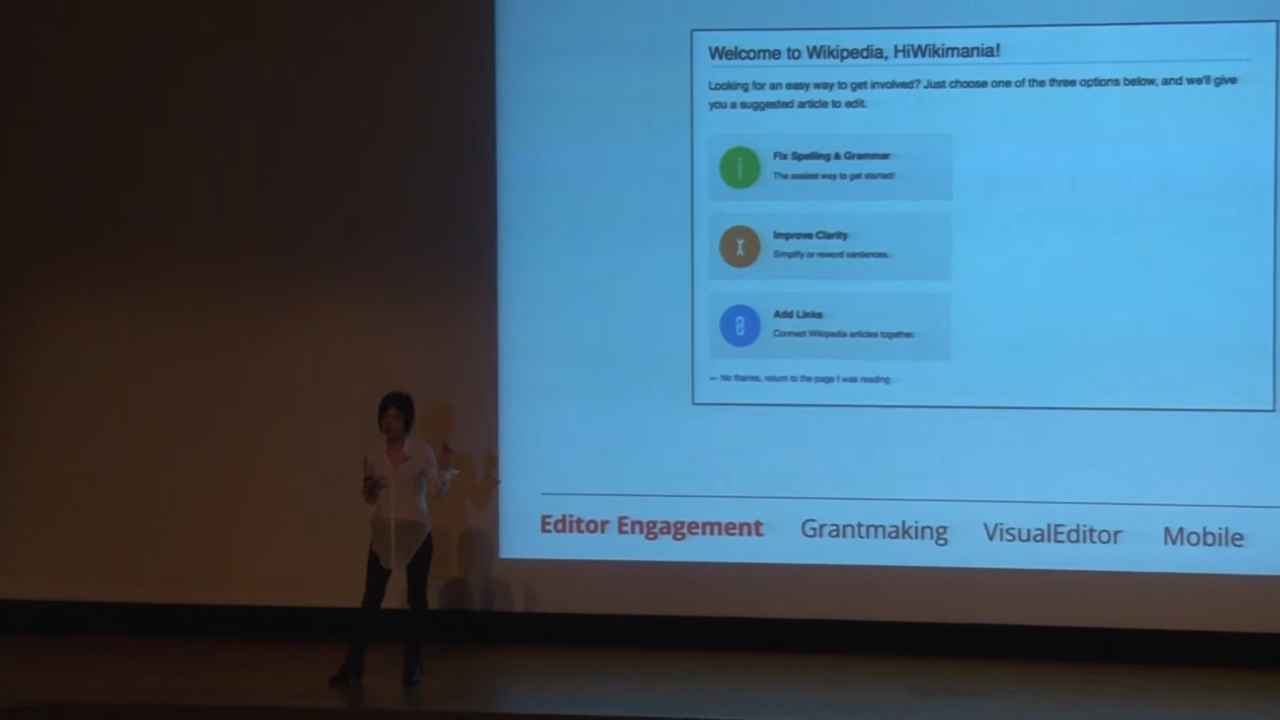 Welcome to Wikipedia, HiWikimania!
Looking for an easy way to get involved? Just choose one of the three options below, and we'll give
you a suggested article to edit.
Fix Spelling & Grammar
The easiest way to get started!
Improve Clarity
Simplify or reword sentences.
Add Links
Connect Wikipedia articles together.
← No thanks, return to the page I was reading
Editor Engagement Grantmaking VisualEditor Mobile